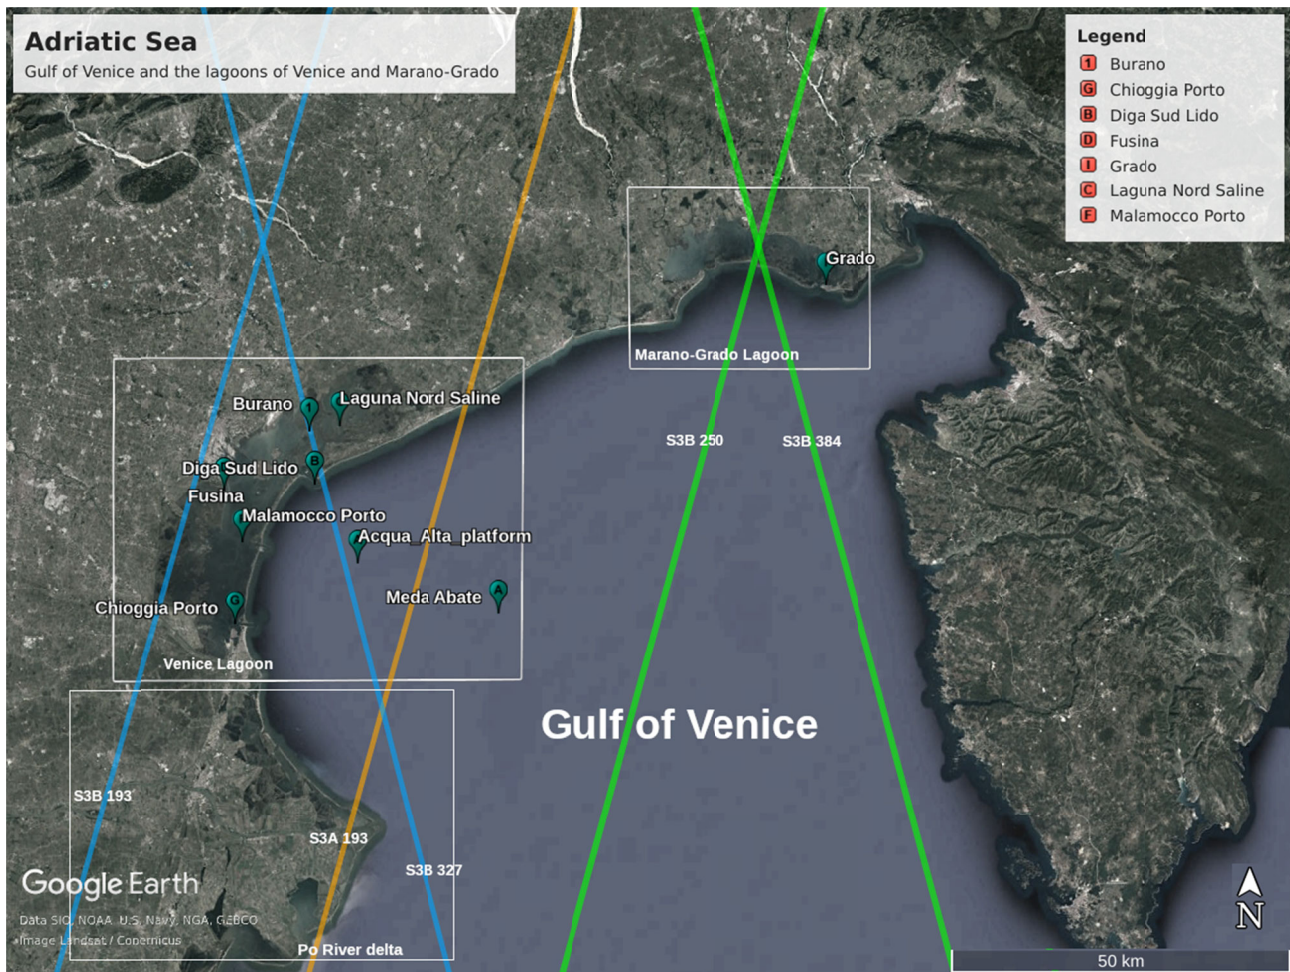 Adriatic Sea
Gulf of Venice and the lagoons of Venice and Marano-Grado
Legend
1 Burano
G Chioggia Porto
B Diga Sud Lido
D Fusina
I Grado
C Laguna Nord Saline
F Malamocco Porto
Grado
Marano-Grado Lagoon
Laguna Nord Saline
Burano
1
S3B 250
S3B 384
B
Diga Sud Lido
Fusina
Malamocco Porto
Acqua_Alta_platform
Meda Abate
A
Chioggia Porto
G
Venice Lagoon
Gulf of Venice
S3B 193
S3A 193
S3B 327
Google Earth
Data SIO, NOAA, U.S. Navy, NGA, GEBCO
Image Landsat / Copernicus
Po River delta
N
50 km